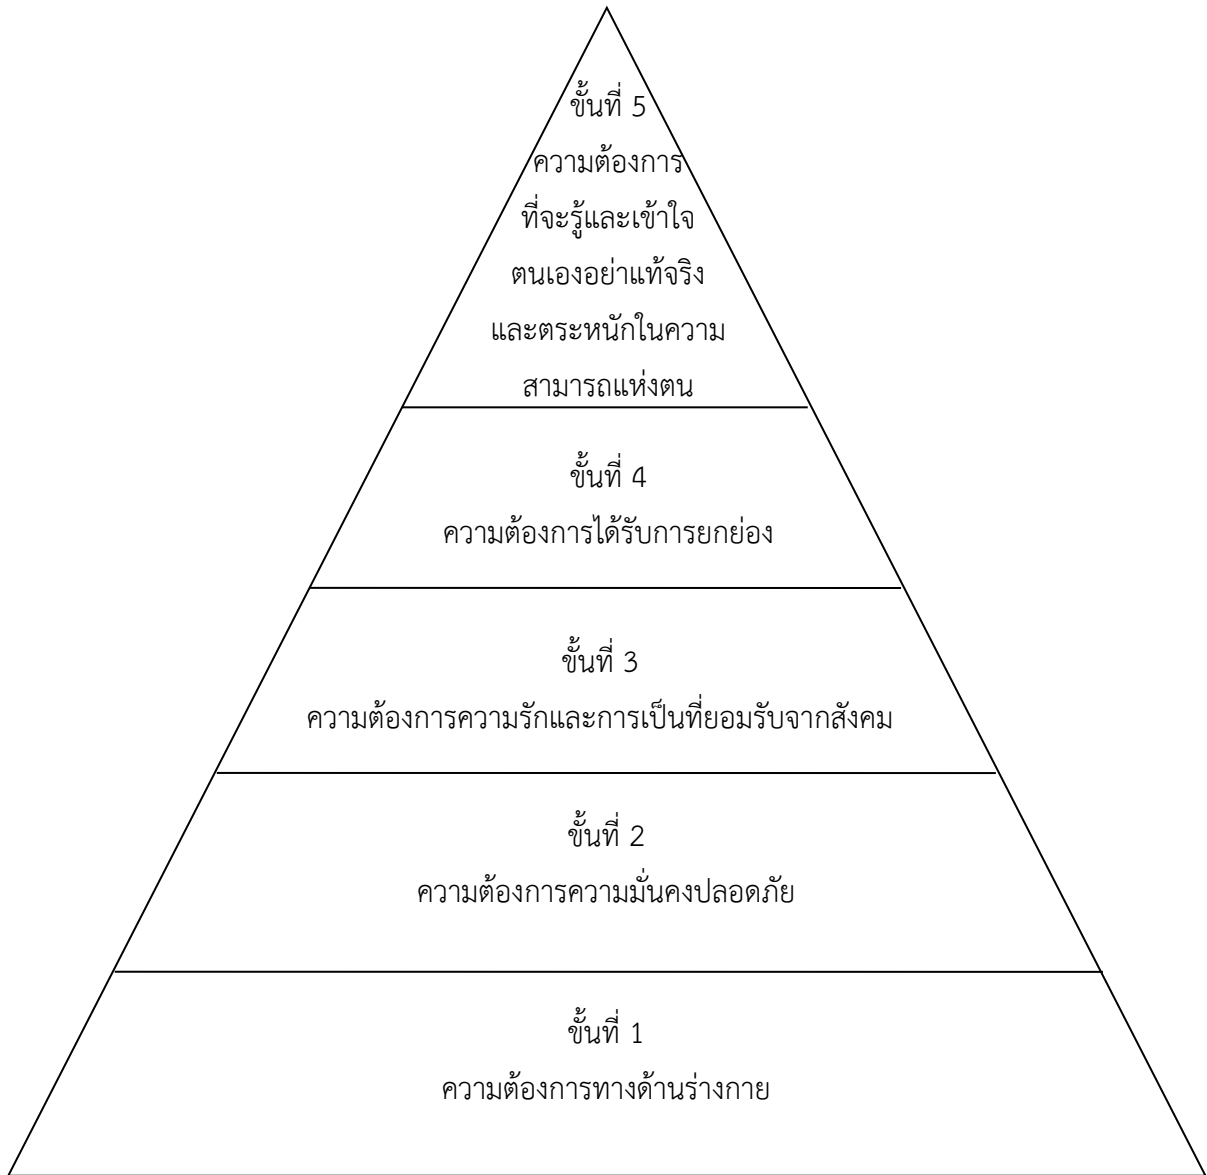 ขั้นที่ 5
ความต้องการ
ที่จะรู้และเข้าใจ
ตนเองอย่าแท้จริง
และตระหนักในความ
สามารถแห่งตน
ขั้นที่ 4
ความต้องการได้รับการยกย่อง
ขั้นที่ 3
ความต้องการความรักและการเป็นที่ยอมรับจากสังคม
ขั้นที่ 2
ความต้องการความมั่นคงปลอดภัย
ขั้นที่ 1
ความต้องการทางด้านร่างกาย